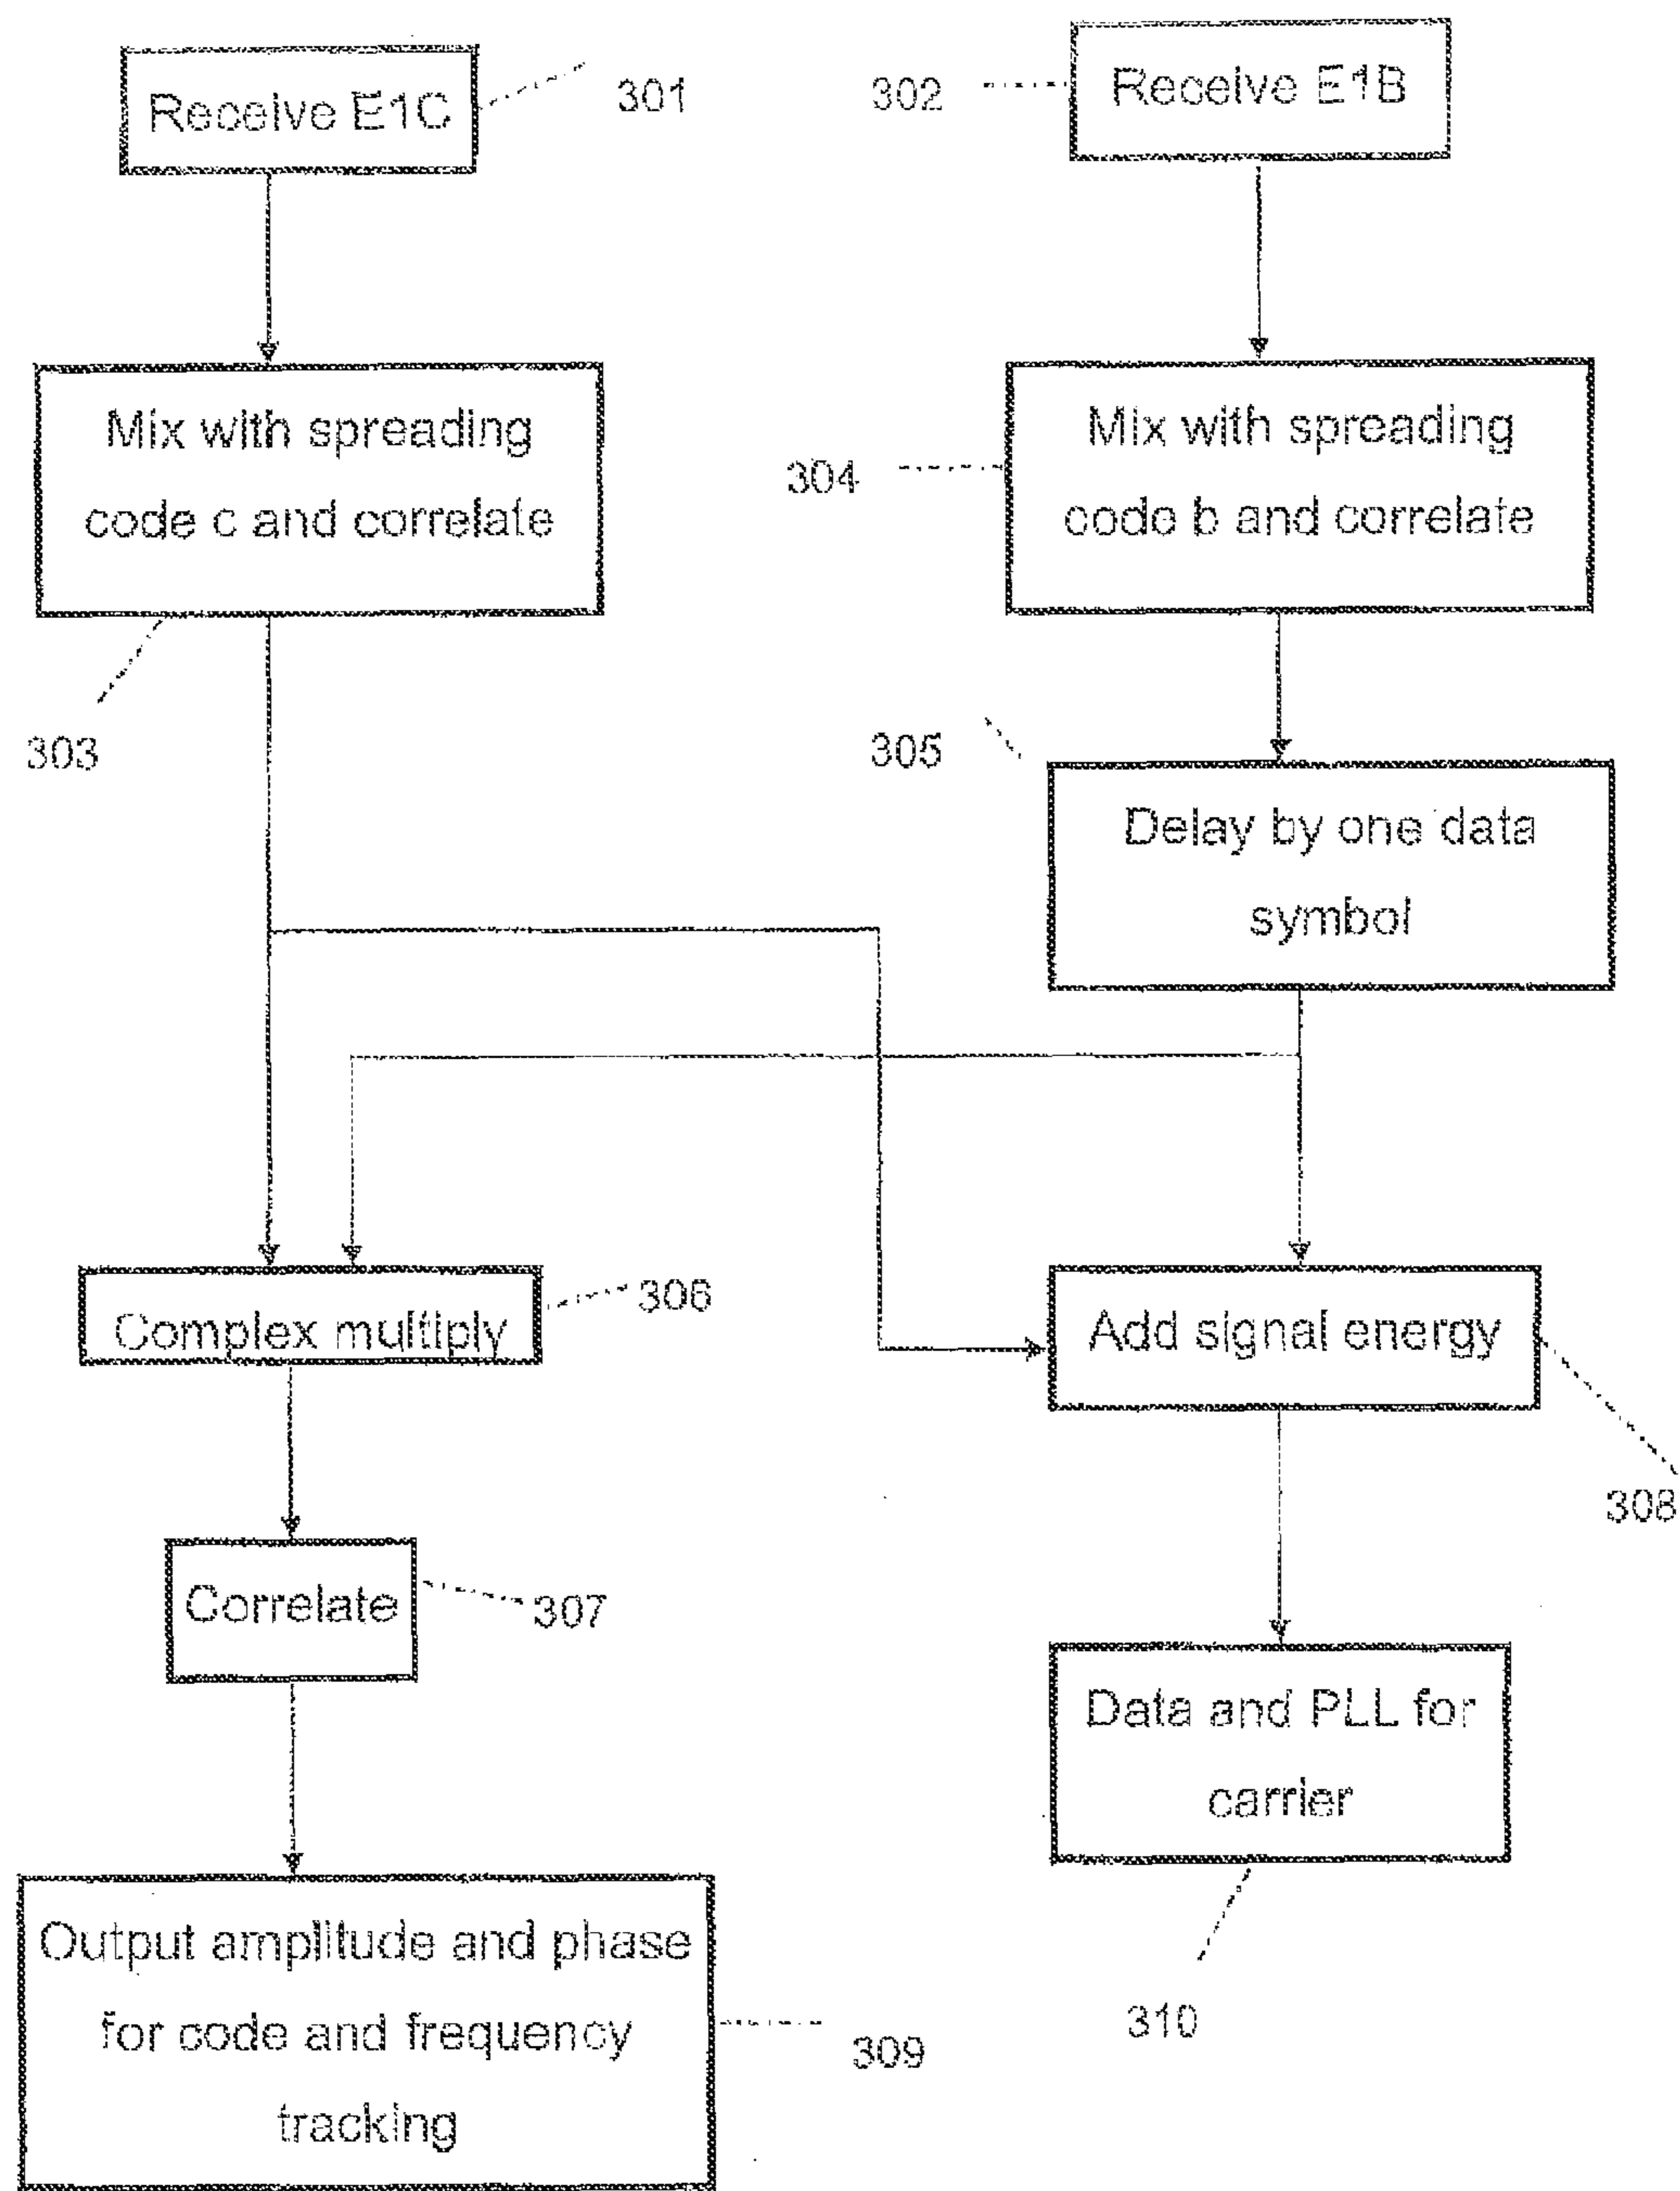 Receive E1C
301
302
Receive E1B
Mix with spreading
code c and correlate
303
304
Mix with spreading
code b and correlate
305
Delay by one data
symbol
Complex multiply
306
Add signal energy
308
Correlate
307
Data and PLL for
carrier
310
Output amplitude and phase
for code and frequency
tracking
309